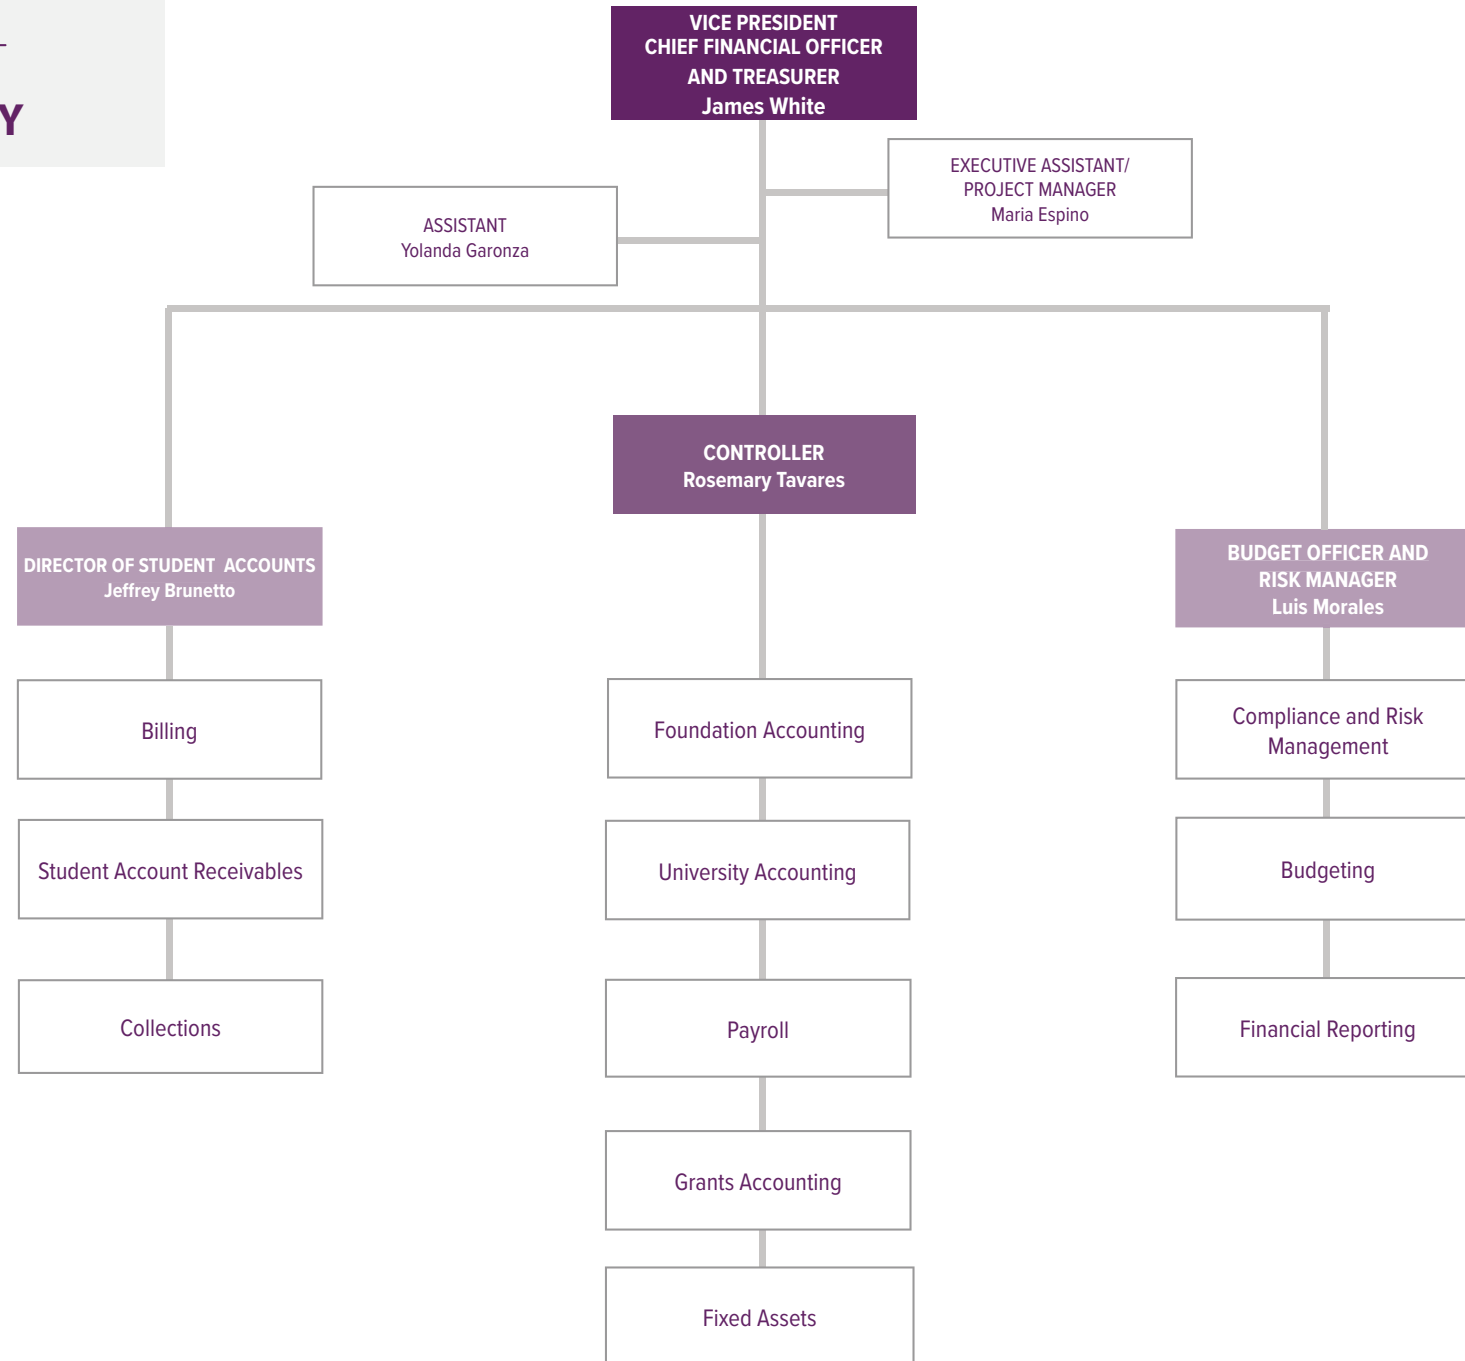 Y
VICE PRESIDENT
CHIEF FINANCIAL OFFICER
AND TREASURER
James White
EXECUTIVE ASSISTANT/
PROJECT MANAGER
Maria Espino
ASSISTANT
Yolanda Garonza
CONTROLLER
Rosemary Tavares
DIRECTOR OF STUDENT ACCOUNTS
Jeffrey Brunetto
BUDGET OFFICER AND
RISK MANAGER
Luis Morales
Billing
Foundation Accounting
Compliance and Risk
Management
Student Account Receivables
University Accounting
Budgeting
Collections
Payroll
Financial Reporting
Grants Accounting
Fixed Assets